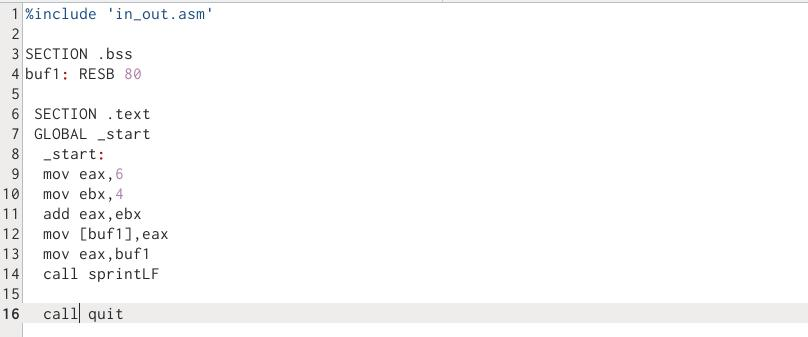 1 %include 'in_out.asm'
2
3 SECTION .bss
4 buf1: RESB 80
5
6 SECTION .text
7 GLOBAL _start
8 _start:
9 mov eax,6
10 mov ebx,4
11 add eax,ebx
12 mov [buf1],eax
13 mov eax,buf1
14 call sprintLF
15
16 call quit